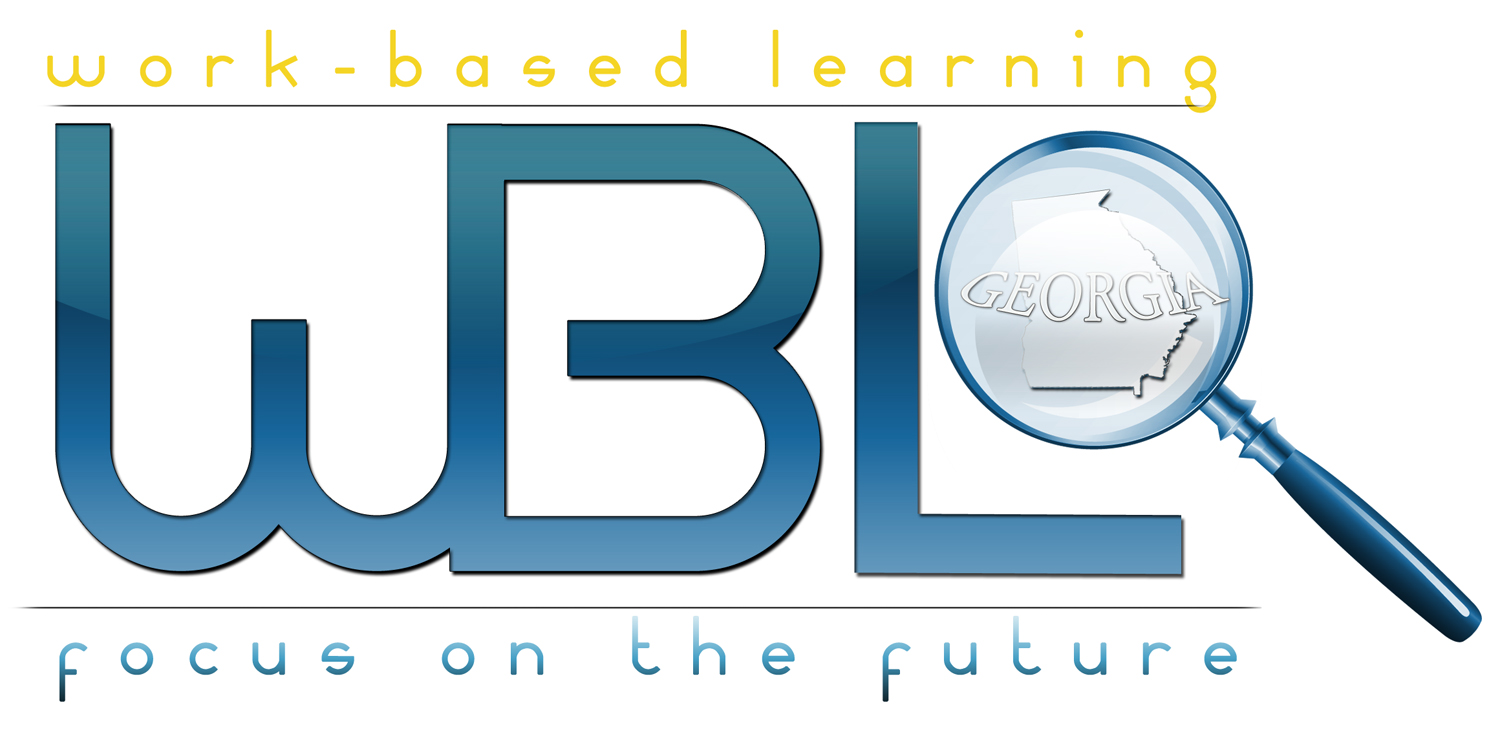 work-based learning
WBL
GEORGIA
focus on the future